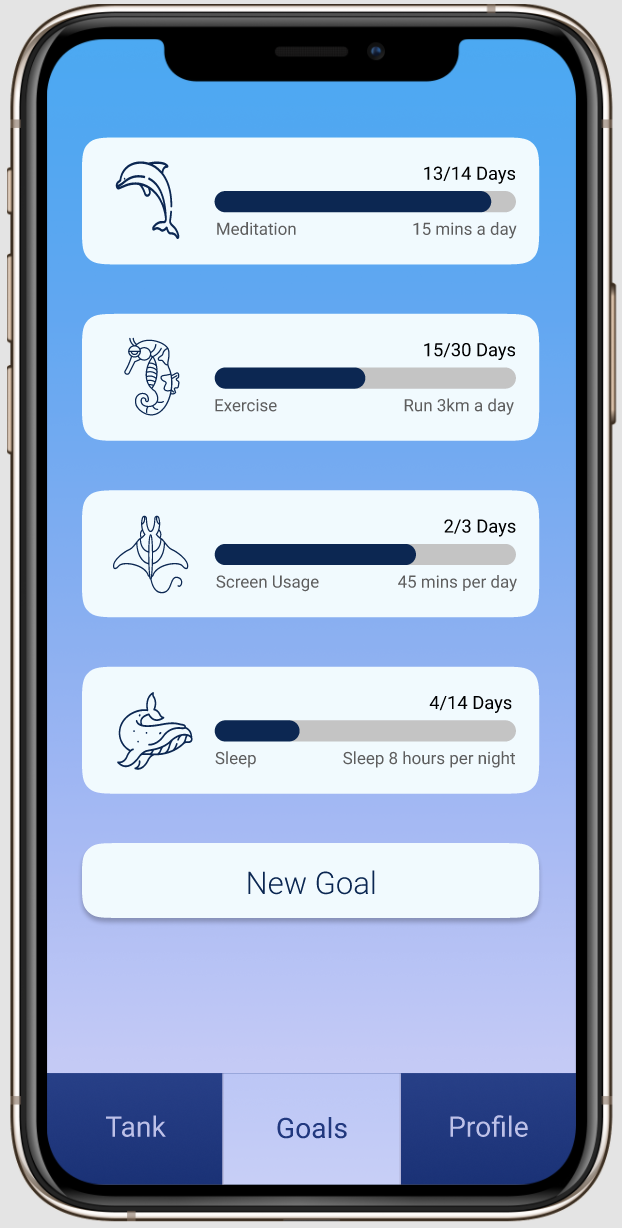 13/14 Days
Meditation 15 mins a day
15/30 Days
Exercise Run 3km a day
2/3 Days
Screen Usage 45 mins per day
4/14 Days
Sleep Sleep 8 hours per night
New Goal
Tank Goals Profile